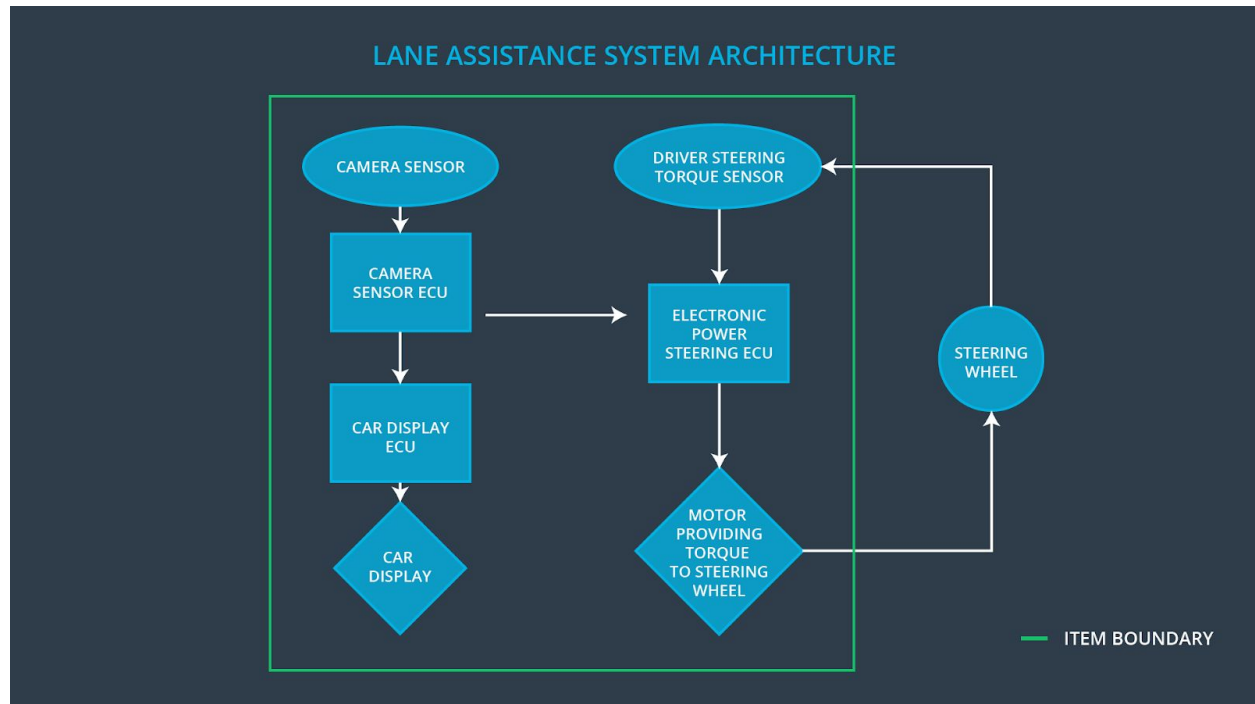 LANE ASSISTANCE SYSTEM ARCHITECTURE
CAMERA SENSOR
DRIVER STEERING
TORQUE SENSOR
CAMERA
SENSOR ECU
ELECTRONIC
POWER
STEERING ECU
STEERING
WHEEL
CAR DISPLAY
ECU
CAR
DISPLAY
MOTOR
PROVIDING
TORQUE
TO STEERING
WHEEL
ITEM BOUNDARY